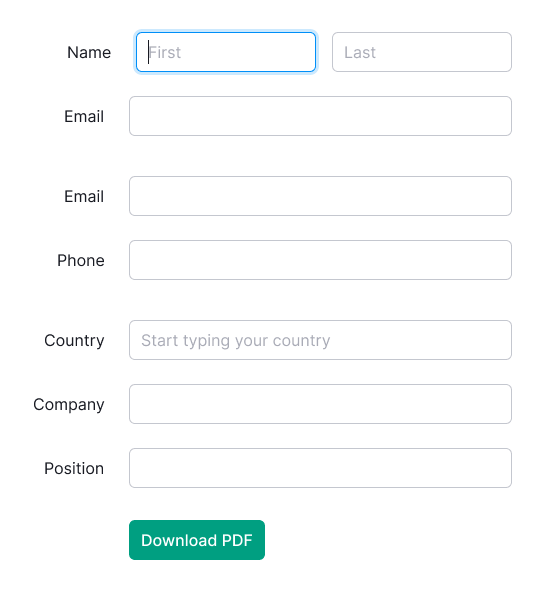 Name First Last
Email
Email
Phone
Country Start typing your country
Company
Position
Download PDF